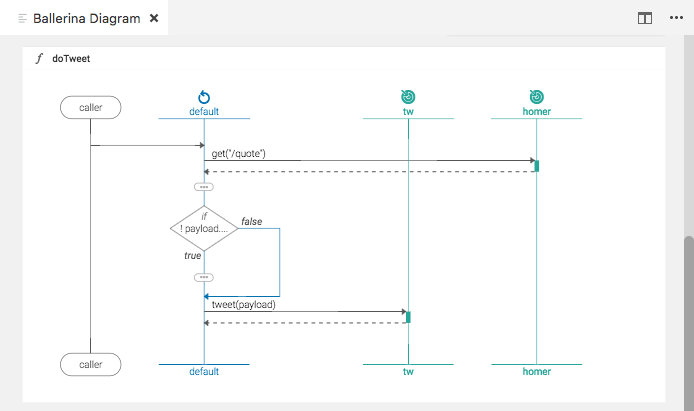 Ballerina Diagram
f doTweet
caller
default
tw
homer
get("/quote")
if
! payload....
false
true
tweet(payload)
caller
default
tw
homer